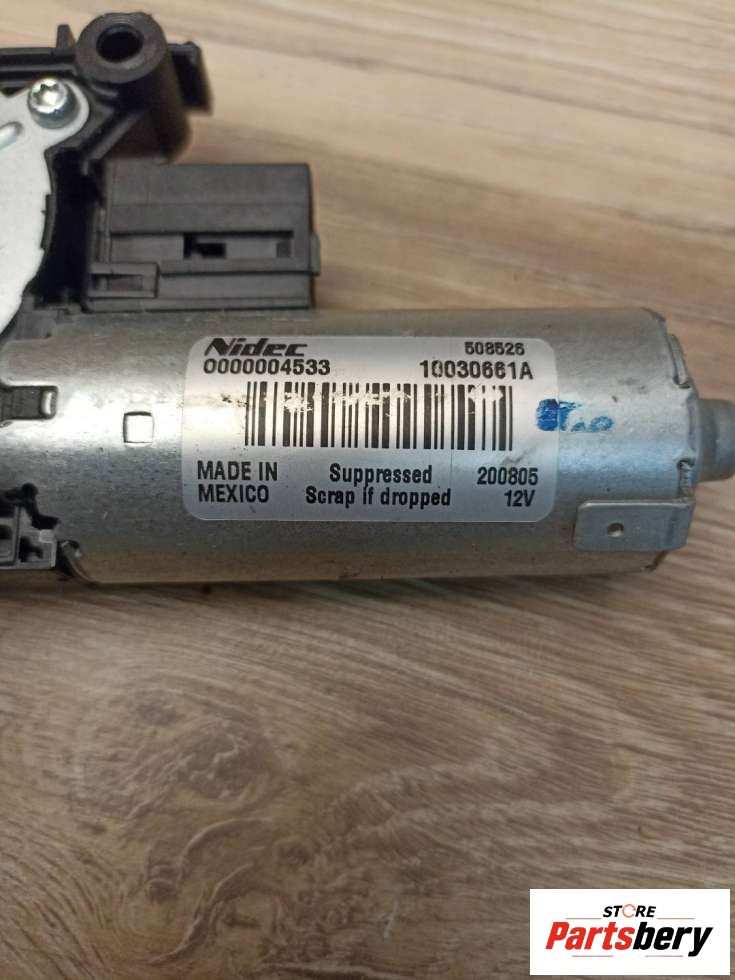 Nidec 508526
0000004533 10030661A
MADE IN Suppressed 200805
MEXICO Scrap if dropped 12V
STORE
Partsbery